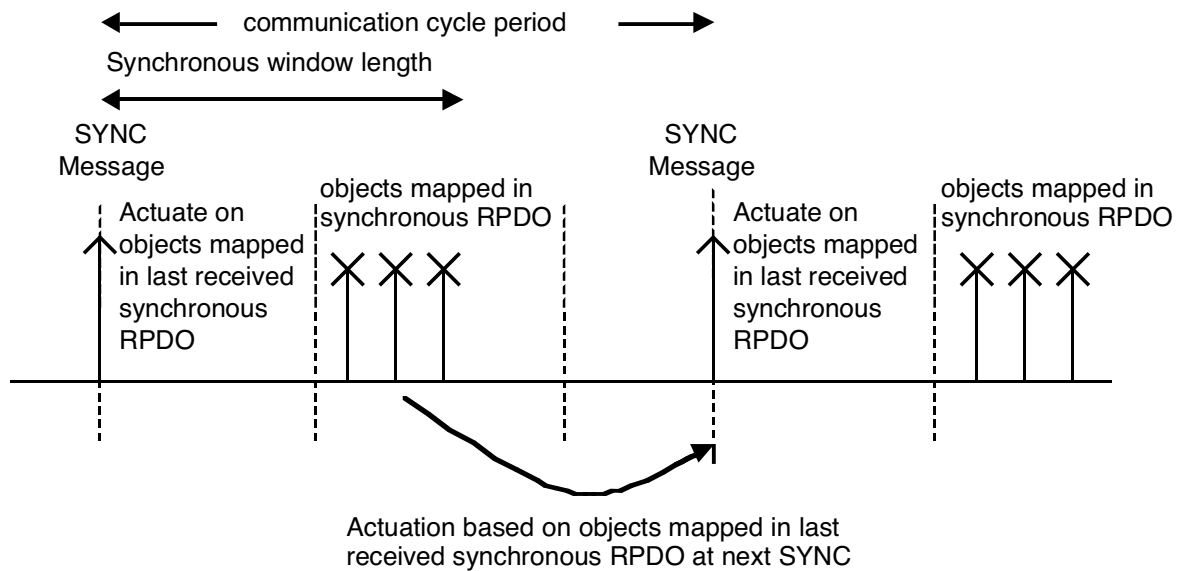 communication cycle period
Synchronous window length
SYNC
Message
Actuate on
objects mapped
in last received
synchronous
RPDO
objects mapped in
synchronous RPDO
SYNC
Message
Actuate on
objects mapped
in last received
synchronous
RPDO
objects mapped in
synchronous RPDO
Actuation based on objects mapped in last
received synchronous RPDO at next SYNC